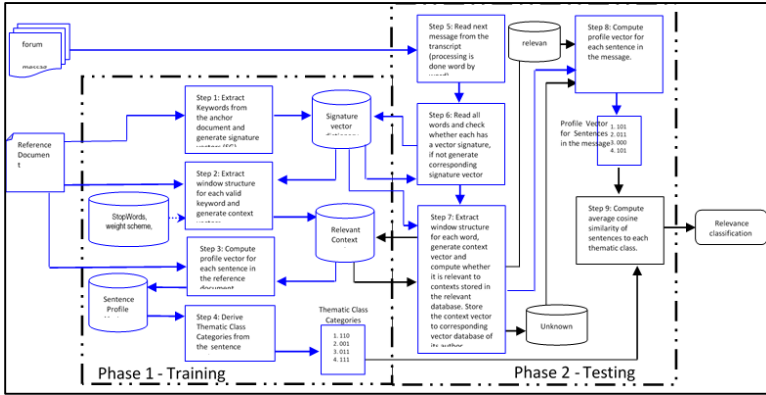 forum
Reference
Documen
t
StopWords,
weight scheme,
Sentence
Profile
Step 1: Extract
Keywords from
the anchor
document and
generate signature
Step 2: Extract
window structure
for each valid
keyword and
generate context
Step 3: Compute
profile vector for
each sentence in
the reference
document
Step 4: Derive
Thematic Class
Categories from
the sentence
Signature
vector
Relevant
Context
Thematic Class
Categories
1. 110
2. 001
3. 011
4. 111
Phase 1 - Training
Step 5: Read next
message from the
transcript
(processing is
done word by
word)
Step 6: Read all
words and check
whether each has
a vector signature,
if not generate
corresponding
signature vector
Step 7: Extract
window structure
for each word,
generate context
vector and
compute whether
it is relevant to
contexts stored in
the relevant
database. Store
the context vector
to corresponding
vector database of
its author
relevan
Unknown
Step 8: Compute
profile vector for
each sentence in
the message.
Profile Vector
for Sentences
in the message
1. 101
2. 011
3. 000
4. 101
Step 9: Compute
average cosine
similarity of
sentences to each
thematic class.
Relevance
classification
Phase 2 - Testing